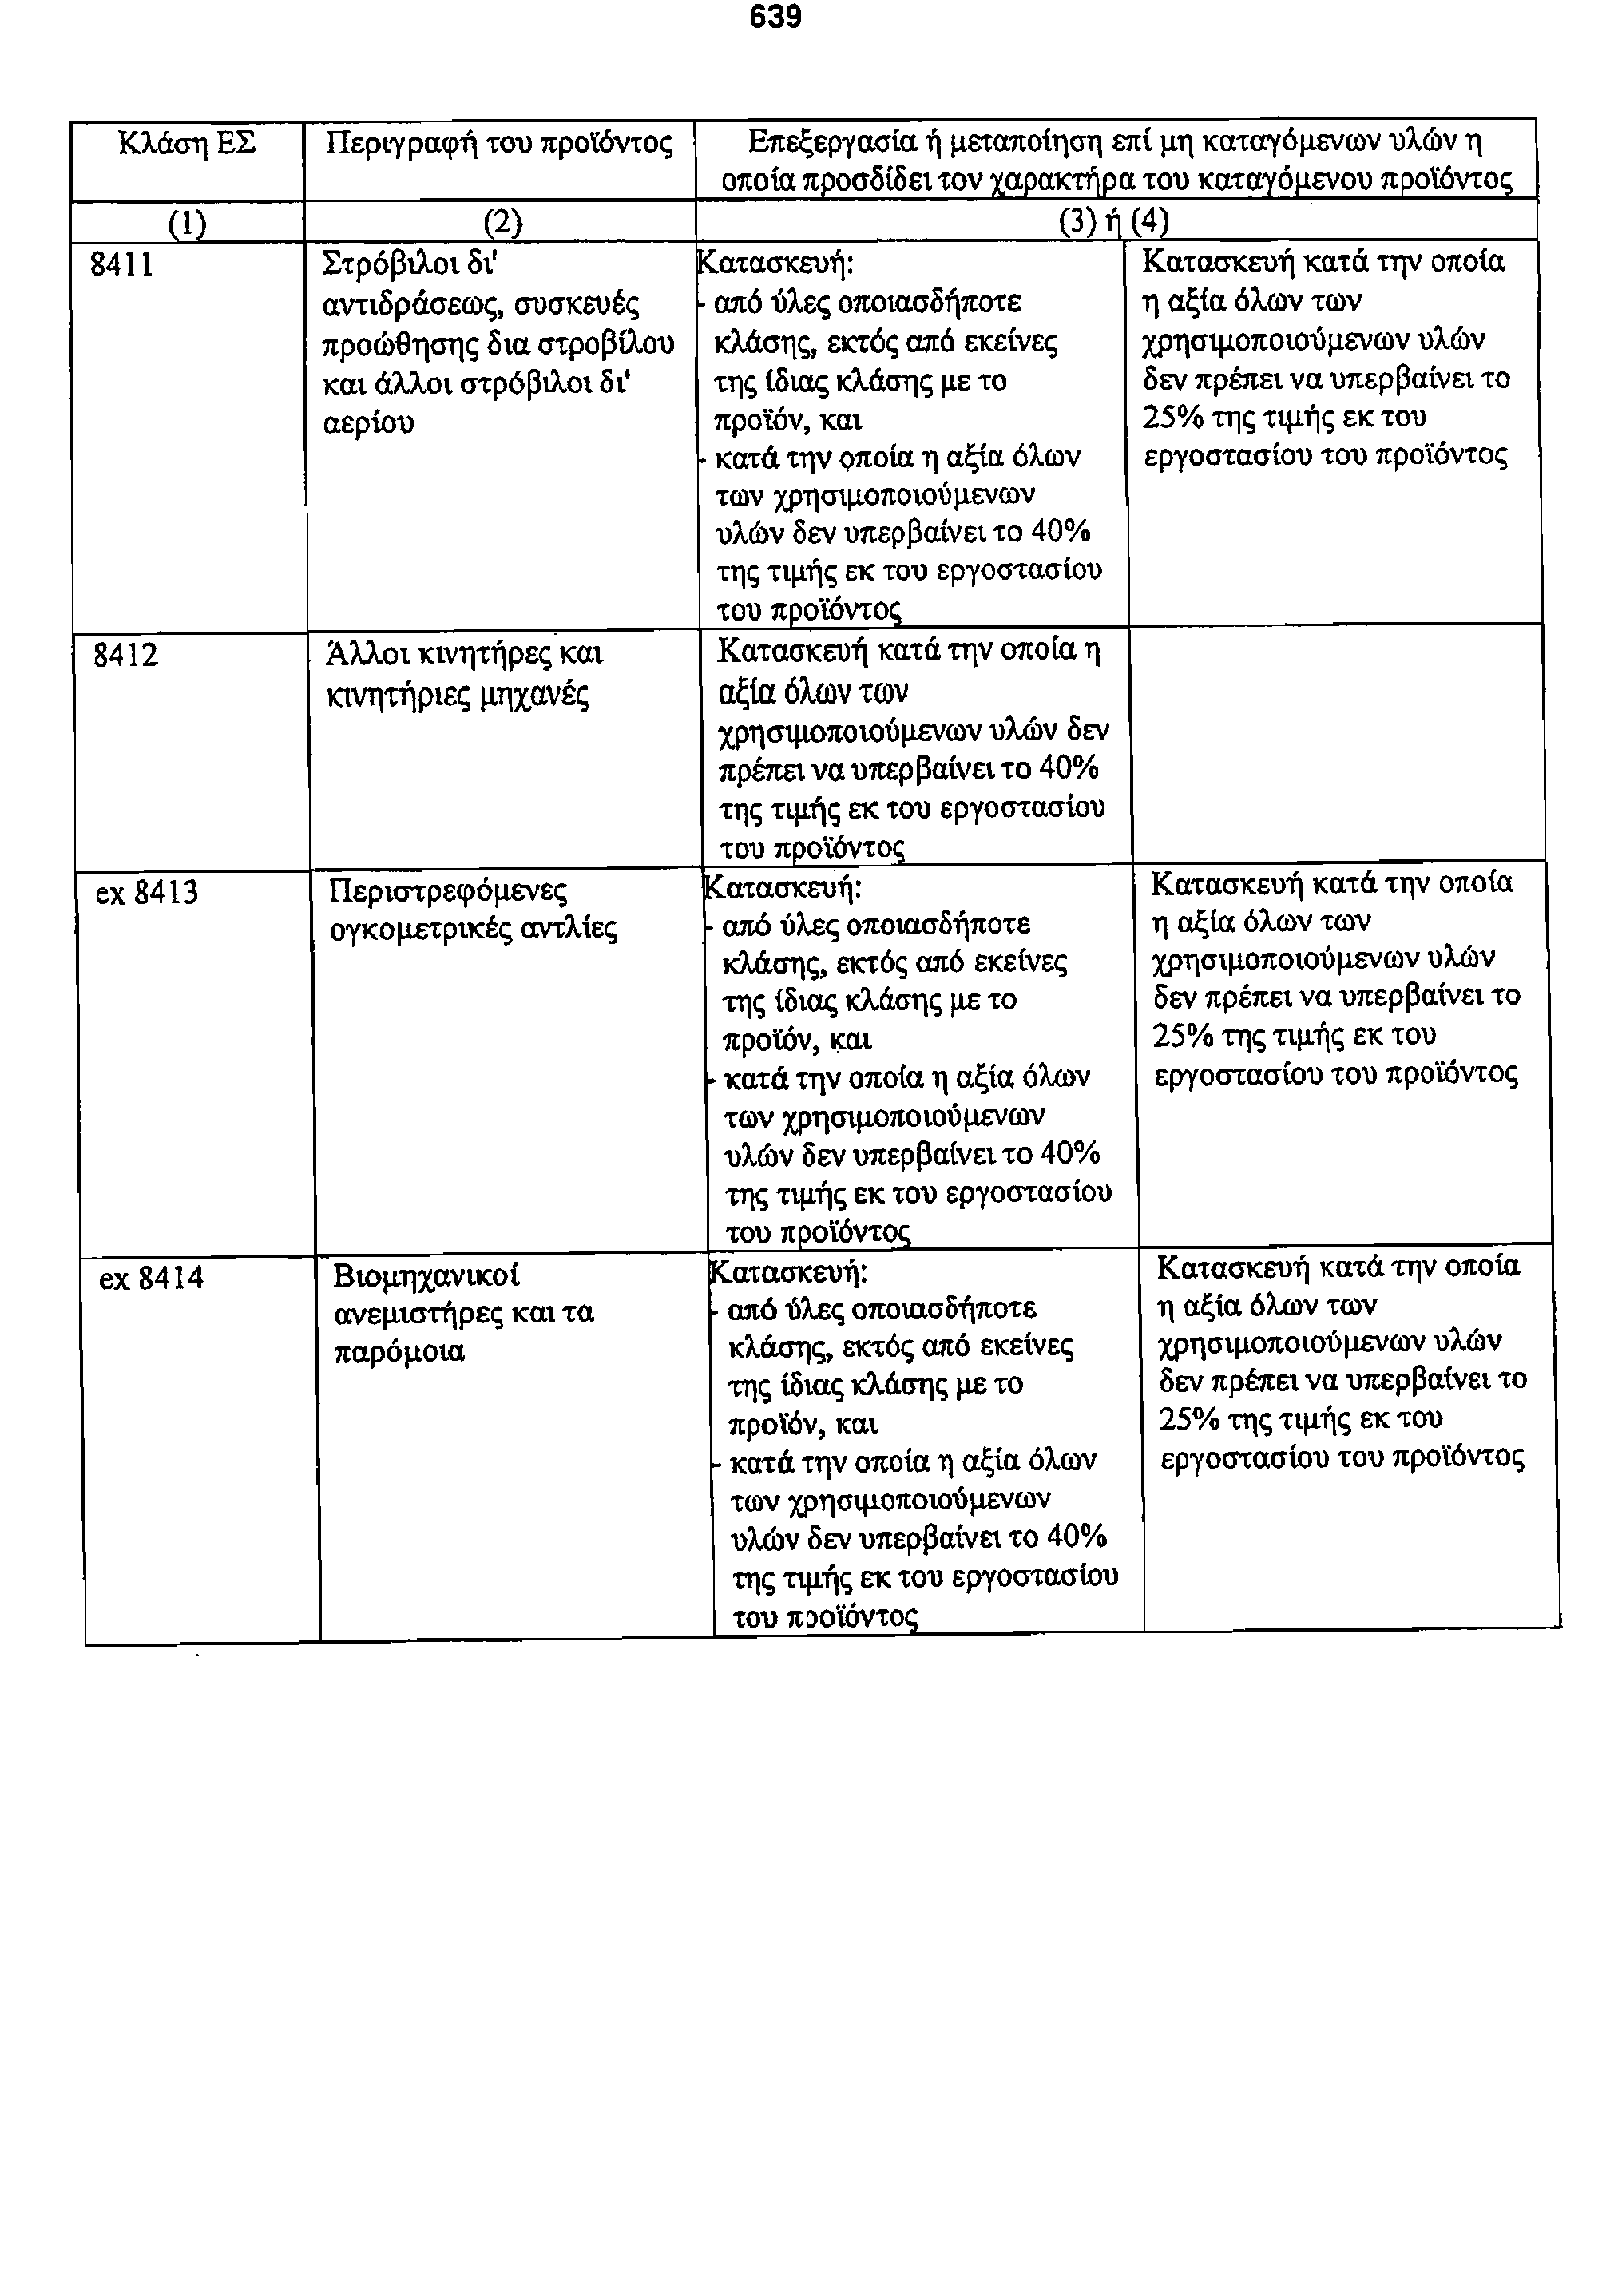 639
Κλάση ΕΣ
Περιγραφή του προϊόντος
Επεξεργασία ή μεταποίηση επί μη καταγόμενων υλών η
οποία προσδίδει τον χαρακτήρα του καταγόμενου προϊόντος
(1)
(2)
(3) ή (4)
8411
Στρόβιλοι δι'
αντιδράσεως, συσκευές
προώθησης δια στροβίλου
και άλλοι στρόβιλοι δι'
αερίου
Κατασκευή:
- από ύλες οποιασδήποτε
κλάσης, εκτός από εκείνες
της ίδιας κλάσης με το
προϊόν, και
- κατά την οποία η αξία όλων
των χρησιμοποιούμενων
υλών δεν υπερβαίνει το 40%
της τιμής εκ του εργοστασίου
του προϊόντος
Κατασκευή κατά την οποία
η αξία όλων των
χρησιμοποιούμενων υλών
δεν πρέπει να υπερβαίνει το
25% της τιμής εκ του
εργοστασίου του προϊόντος
8412
Άλλοι κινητήρες και
κινητήριες μηχανές
Κατασκευή κατά την οποία η
αξία όλων των
χρησιμοποιούμενων υλών δεν
πρέπει να υπερβαίνει το 40%
της τιμής εκ του εργοστασίου
του προϊόντος
ex 8413
Περιστρεφόμενες
ογκομετρικές αντλίες
Κατασκευή:
- από ύλες οποιασδήποτε
κλάσης, εκτός από εκείνες
της ίδιας κλάσης με το
προϊόν, και
- κατά την οποία η αξία όλων
των χρησιμοποιούμενων
υλών δεν υπερβαίνει το 40%
της τιμής εκ του εργοστασίου
του προϊόντος
Κατασκευή κατά την οποία
η αξία όλων των
χρησιμοποιούμενων υλών
δεν πρέπει να υπερβαίνει το
25% της τιμής εκ του
εργοστασίου του προϊόντος
ex 8414
Βιομηχανικοί
ανεμιστήρες και τα
παρόμοια
Κατασκευή:
- από ύλες οποιασδήποτε
κλάσης, εκτός από εκείνες
της ίδιας κλάσης με το
προϊόν, και
- κατά την οποία η αξία όλων
των χρησιμοποιούμενων
υλών δεν υπερβαίνει το 40%
της τιμής εκ του εργοστασίου
του προϊόντος
Κατασκευή κατά την οποία
η αξία όλων των
χρησιμοποιούμενων υλών
δεν πρέπει να υπερβαίνει το
25% της τιμής εκ του
εργοστασίου του προϊόντος